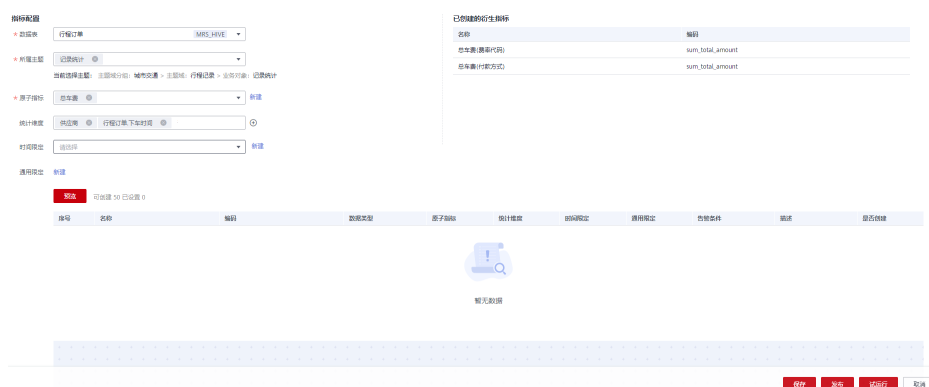 指标配置
* 数据表 行程订单 MRS_HIVE
* 所属主题 记录统计
当前选择主题： 主题域分组：城市交通 > 主题域：行程记录 > 业务对象：记录统计
* 原子指标 总车费 新建
统计维度 供应商 行程订单.下车时间
时间限定 请选择 新建
通用限定 新建
预览 可创建 50 已设置 0
已创建的衍生指标
名称 编码
总车费(费率代码) sum_total_amount
总车费(付款方式) sum_total_amount
序号 名称 编码 数据类型 原子指标 统计维度 时间限定 通用限定 告警条件 描述 是否创建
暂无数据
保存 发布 试运行 取消